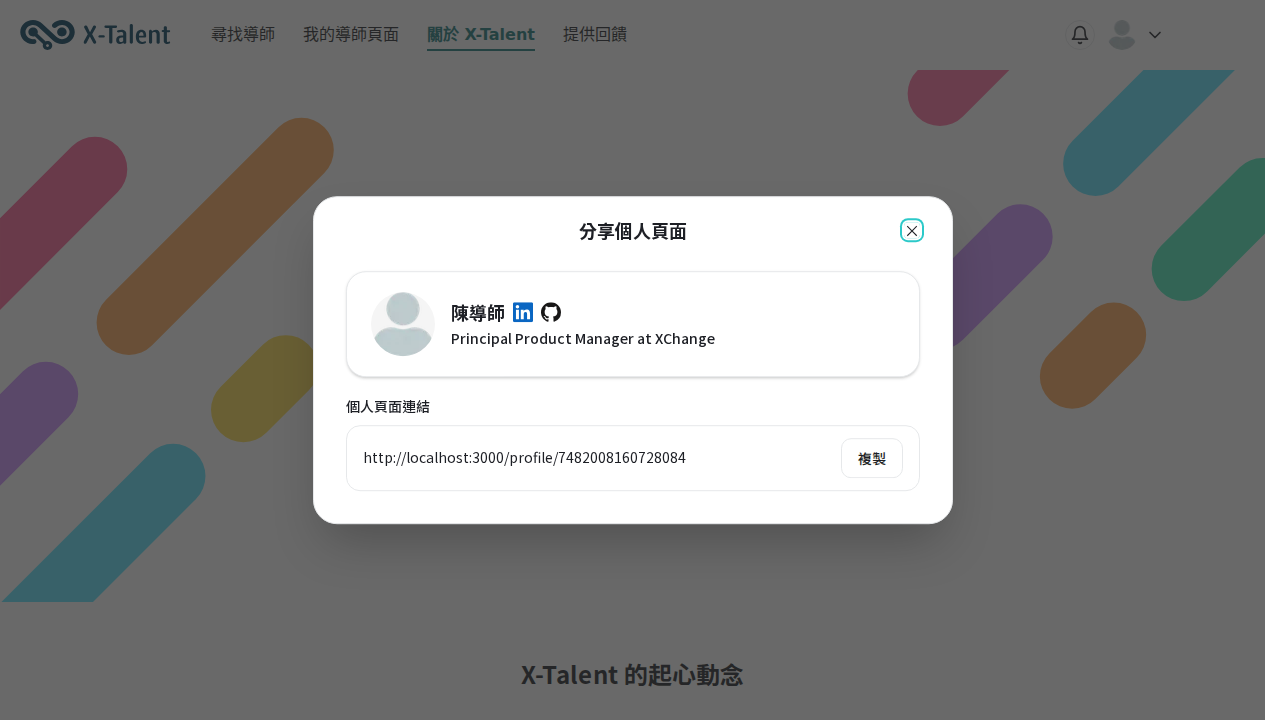 X-Talent
尋找導師
我的導師頁面
關於 X-Talent
提供回饋
分享個人頁面
陳導師
Principal Product Manager at XChange
個人頁面連結
http://localhost:3000/profile/7482008160728084
複製
X-Talent 的起心動念